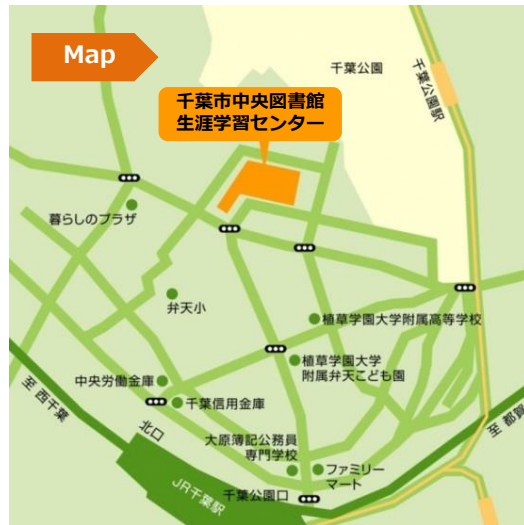 Map
千葉公園
千葉公園駅
千葉市中央図書館
生涯学習センター
暮らしのプラザ
弁天小
植草学園大学附属高等学校
植草学園大学
附属弁天こども園
中央労働金庫
千葉信用金庫
至 西千葉
北口
大原簿記公務員
専門学校
ファミリー
マート
至 都賀
JR千葉駅
千葉公園口